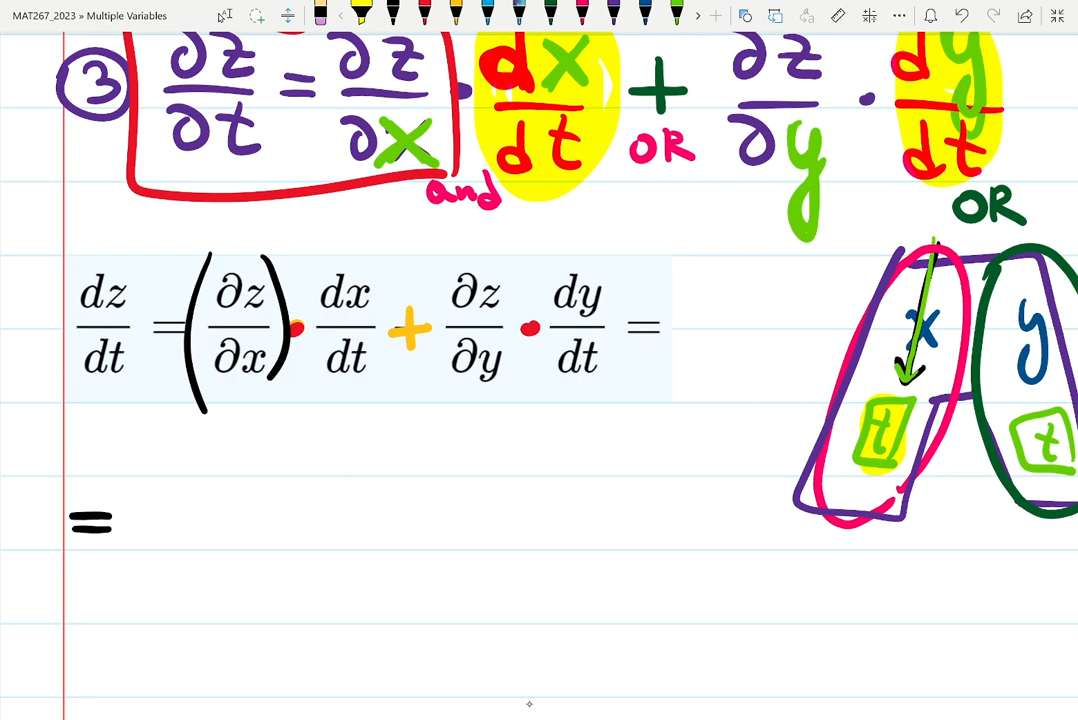 MAT267_2023 » Multiple Variables
③ ∂z/∂t = ∂z/∂x · dx/dt + ∂z/∂y · dy/dt
and OR OR
dz/dt = (∂z/∂x) · dx/dt + ∂z/∂y · dy/dt =
x y
t t
=